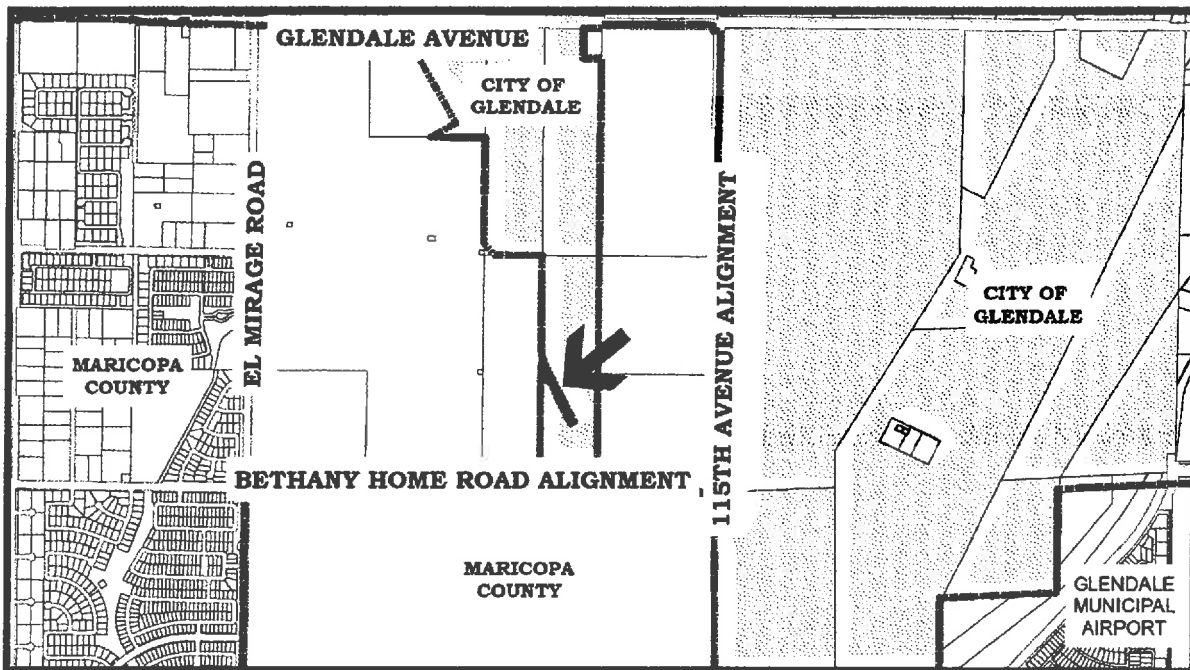 GLENDALE AVENUE
CITY OF
GLENDALE
EL MIRAGE ROAD
115TH AVENUE ALIGNMENT
CITY OF
GLENDALE
MARICOPA
COUNTY
BETHANY HOME ROAD ALIGNMENT
MARICOPA
COUNTY
GLENDALE
MUNICIPAL
AIRPORT